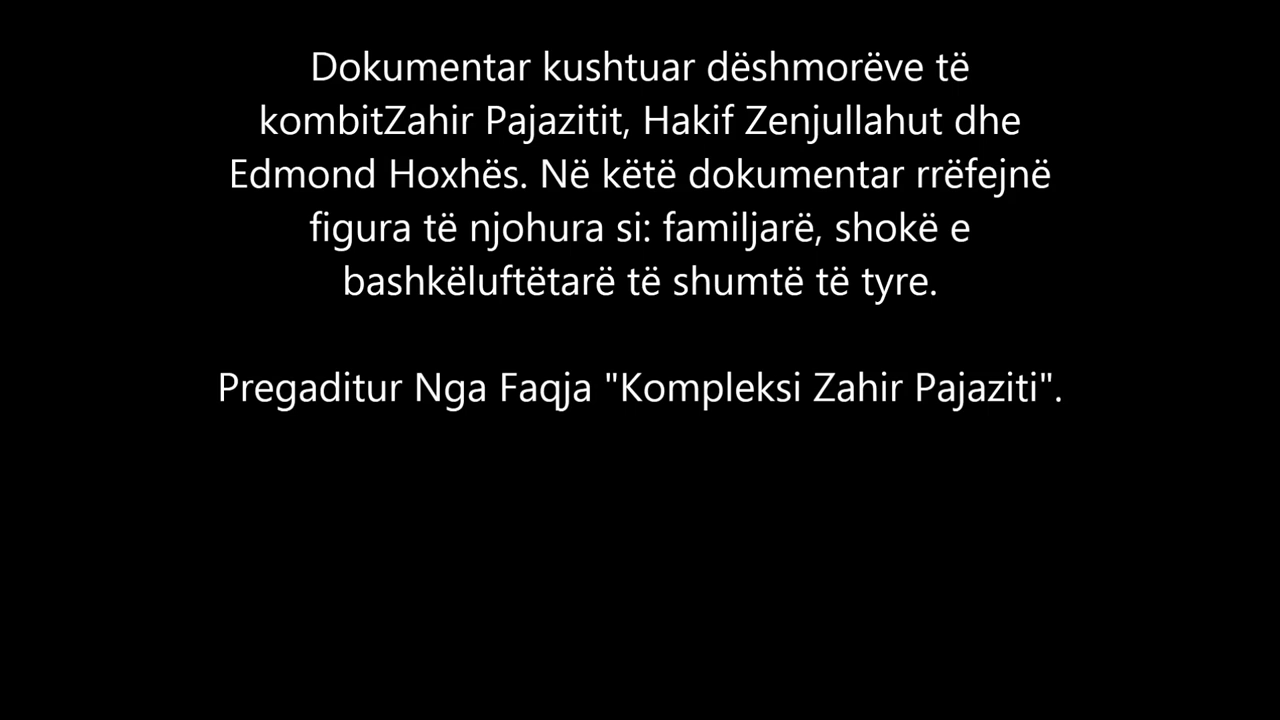 Dokumentar kushtuar dëshmorëve të
kombitZahir Pajazitit, Hakif Zenjullahut dhe
Edmond Hoxhës. Në këtë dokumentar rrëfejnë
figura të njohura si: familjarë, shokë e
bashkëluftëtarë të shumtë të tyre.
Pregaditur Nga Faqja "Kompleksi Zahir Pajaziti".